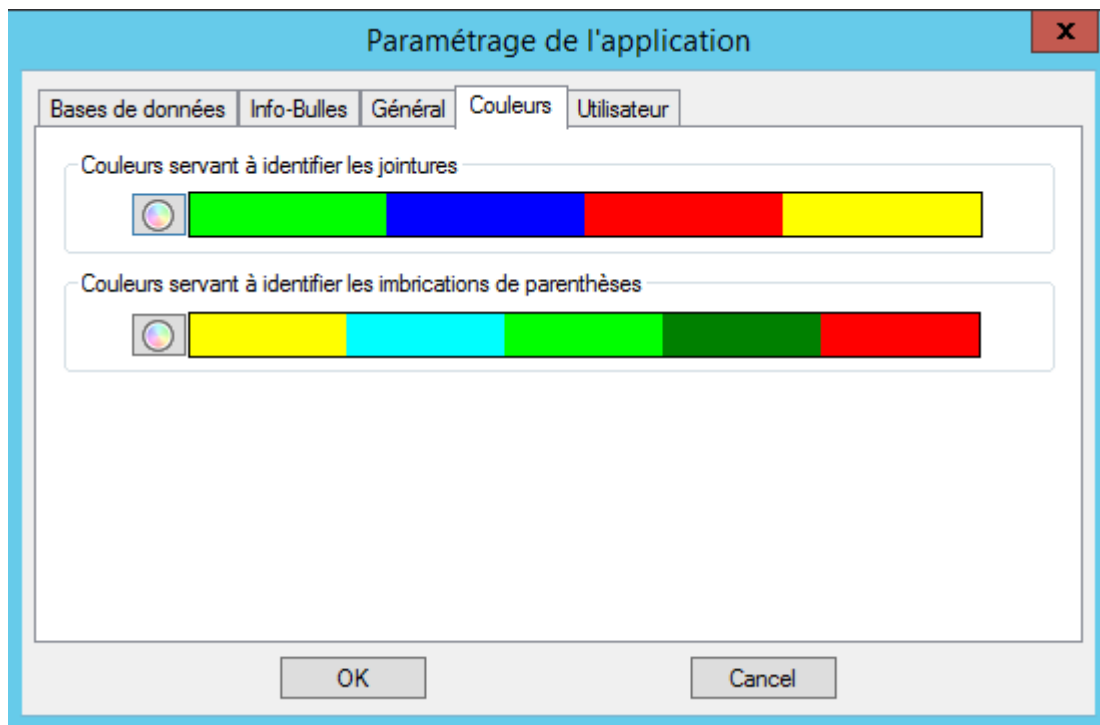 Paramétrage de l'application
x
Bases de données Info-Bulles Général Couleurs Utilisateur
Couleurs servant à identifier les jointures
Couleurs servant à identifier les imbrications de parenthèses
OK Cancel